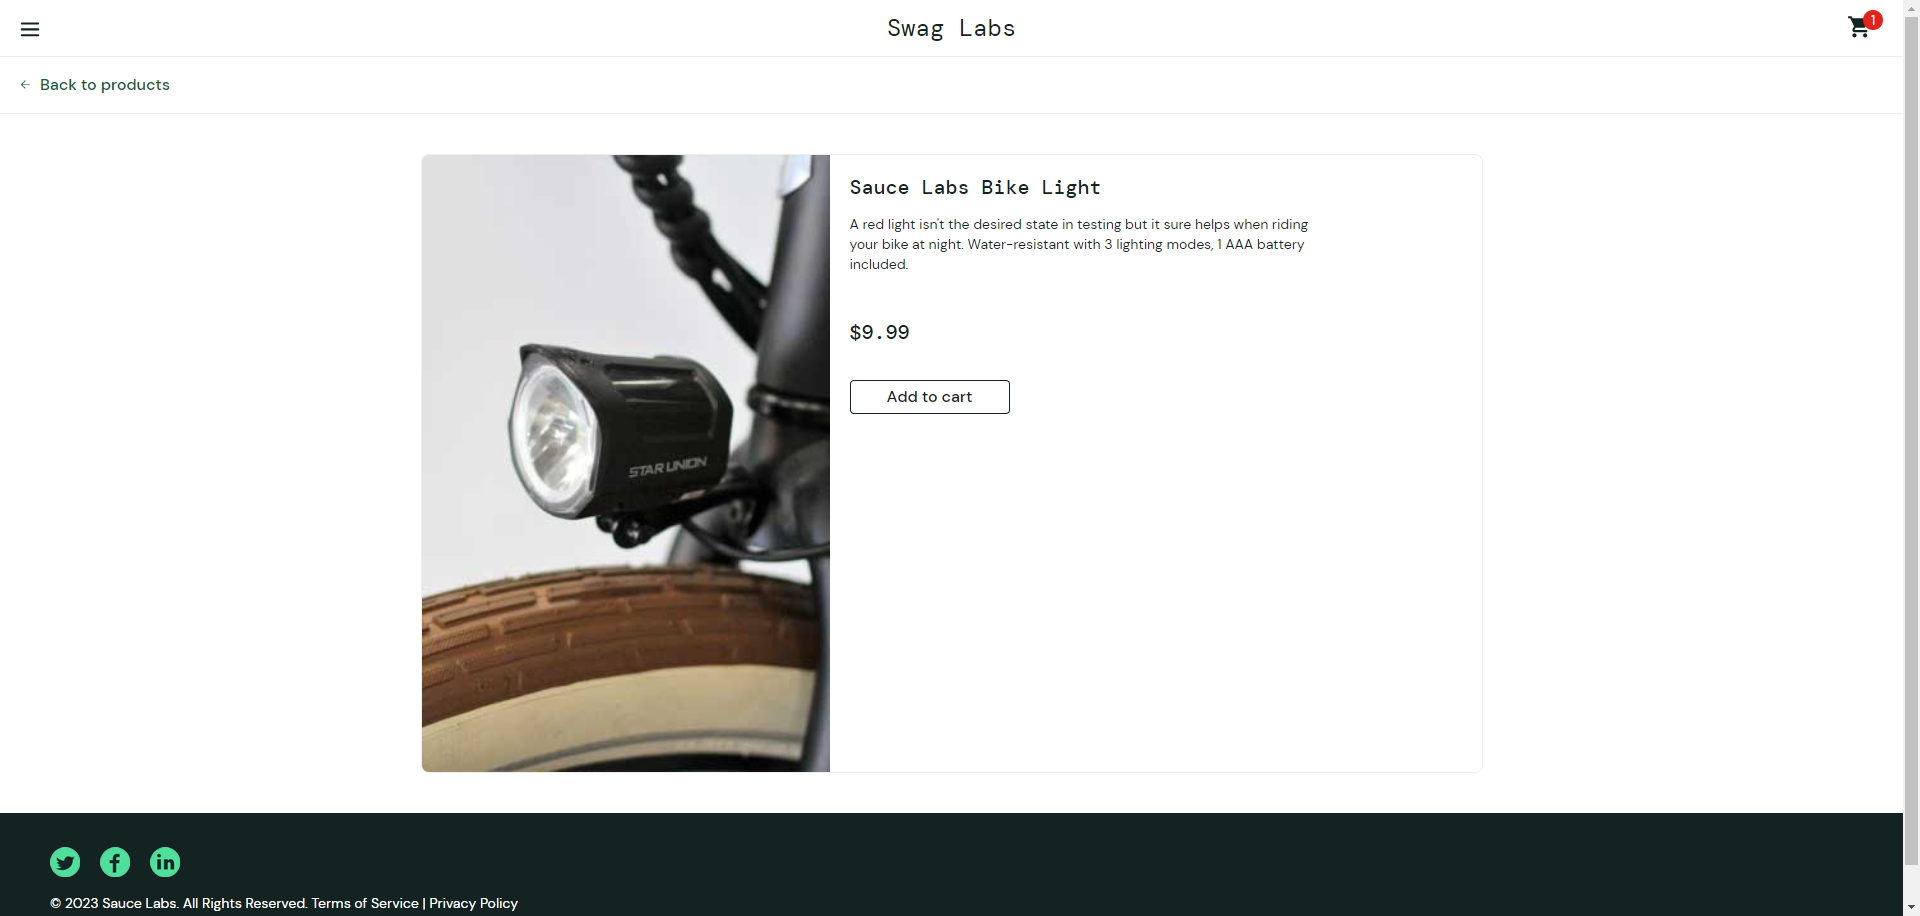 Swag Labs
1
Back to products
Sauce Labs Bike Light
A red light isn't the desired state in testing but it sure helps when riding
your bike at night. Water-resistant with 3 lighting modes, 1 AAA battery
included.
$9.99
Add to cart
STAR UNION
© 2023 Sauce Labs. All Rights Reserved. Terms of Service | Privacy Policy